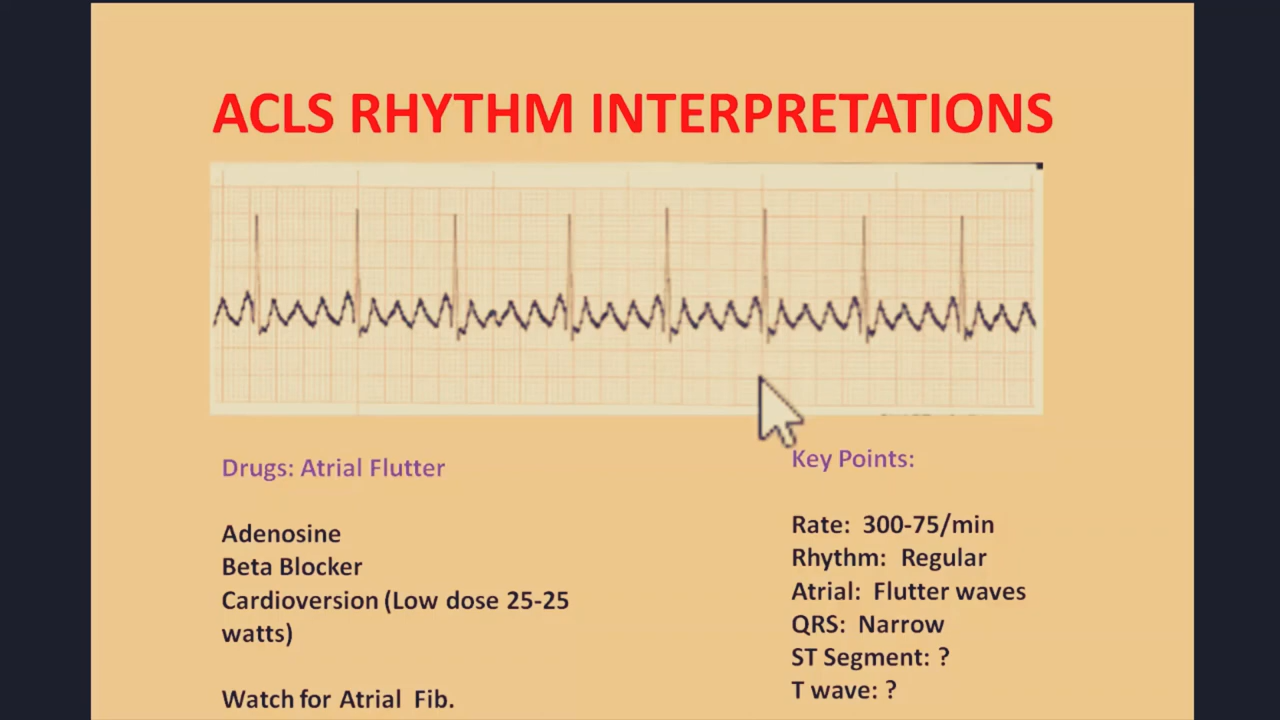 ACLS RHYTHM INTERPRETATIONS
Drugs: Atrial Flutter
Adenosine
Beta Blocker
Cardioversion (Low dose 25-25
watts)
Watch for Atrial Fib.
Key Points:
Rate: 300-75/min
Rhythm: Regular
Atrial: Flutter waves
QRS: Narrow
ST Segment: ?
T wave: ?